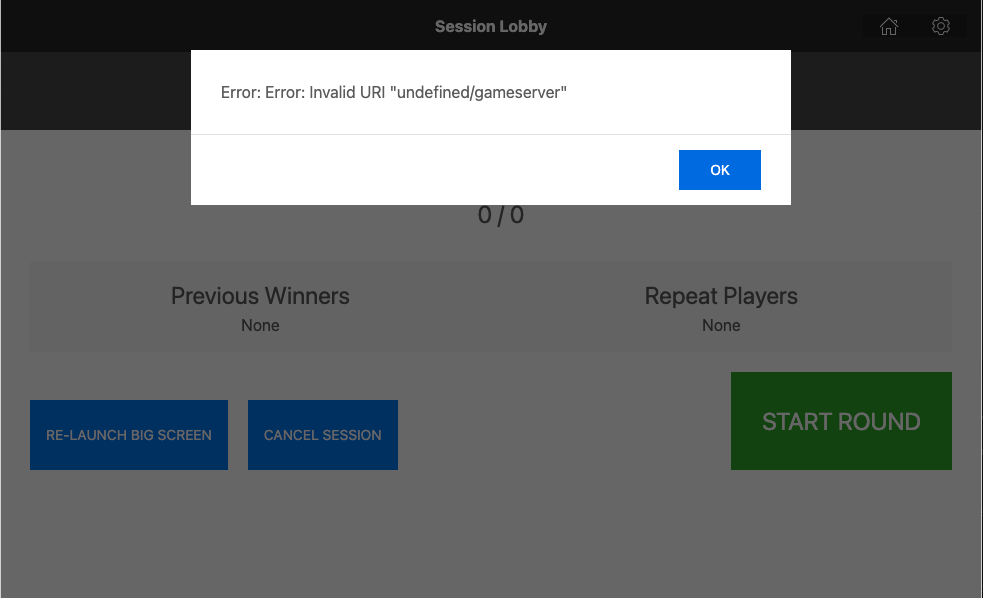 Session Lobby
Error: Error: Invalid URI "undefined/gameserver"
OK
0 / 0
Previous Winners
None
Repeat Players
None
RE-LAUNCH BIG SCREEN
CANCEL SESSION
START ROUND